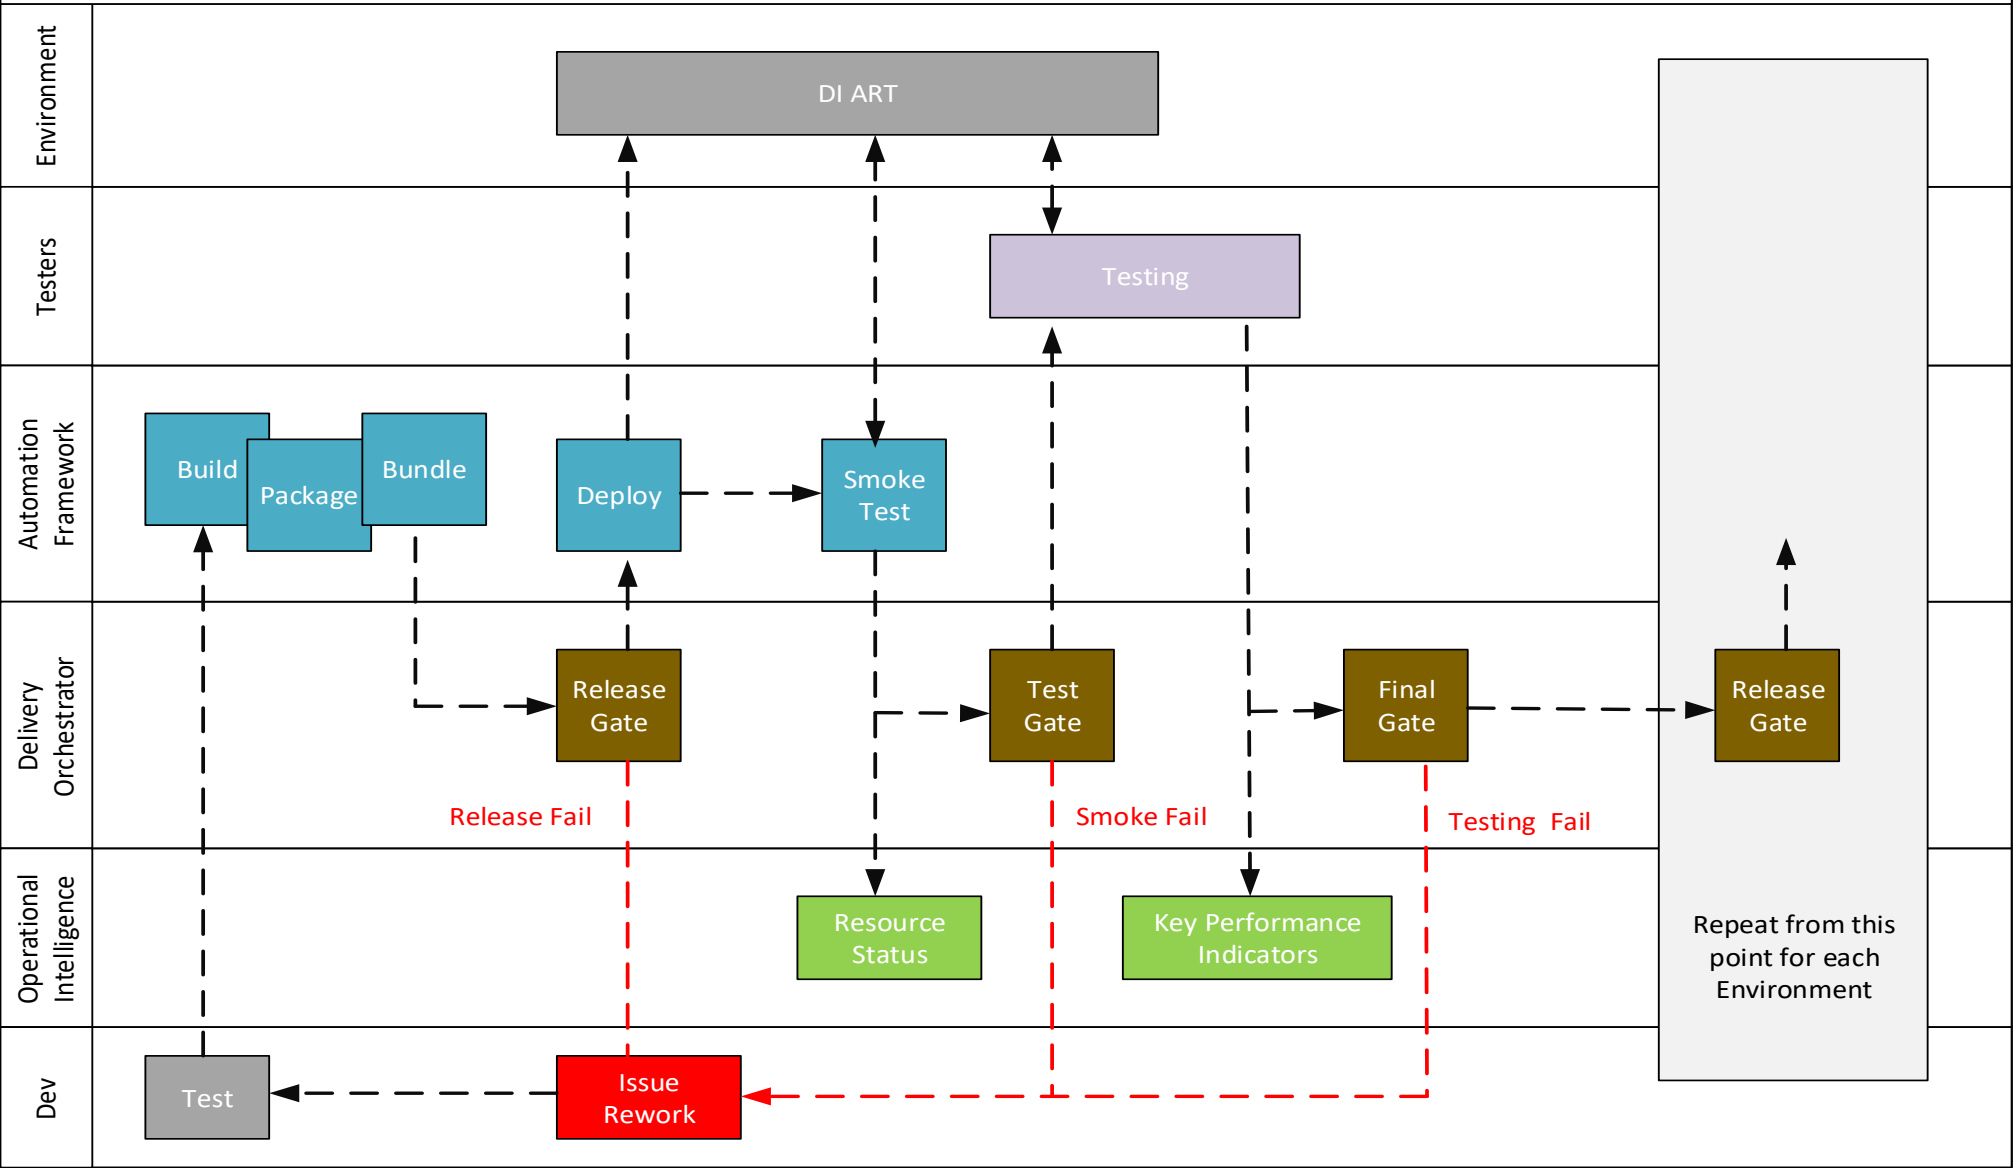 Environment
DI ART
Testers
Testing
Automation
Framework
Build
Package
Bundle
Deploy
Smoke
Test
Delivery
Orchestrator
Release
Gate
Test
Gate
Final
Gate
Release
Gate
Release Fail
Smoke Fail
Testing  Fail
Operational
Intelligence
Resource
Status
Key Performance
Indicators
Repeat from this
point for each
Environment
Dev
Test
Issue
Rework